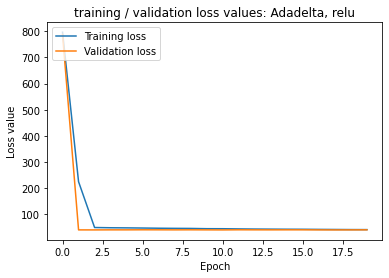 training / validation loss values: Adadelta, relu
Training loss
Validation loss
800
700
600
500
400
300
200
100
Loss value
0.0 2.5 5.0 7.5 10.0 12.5 15.0 17.5
Epoch